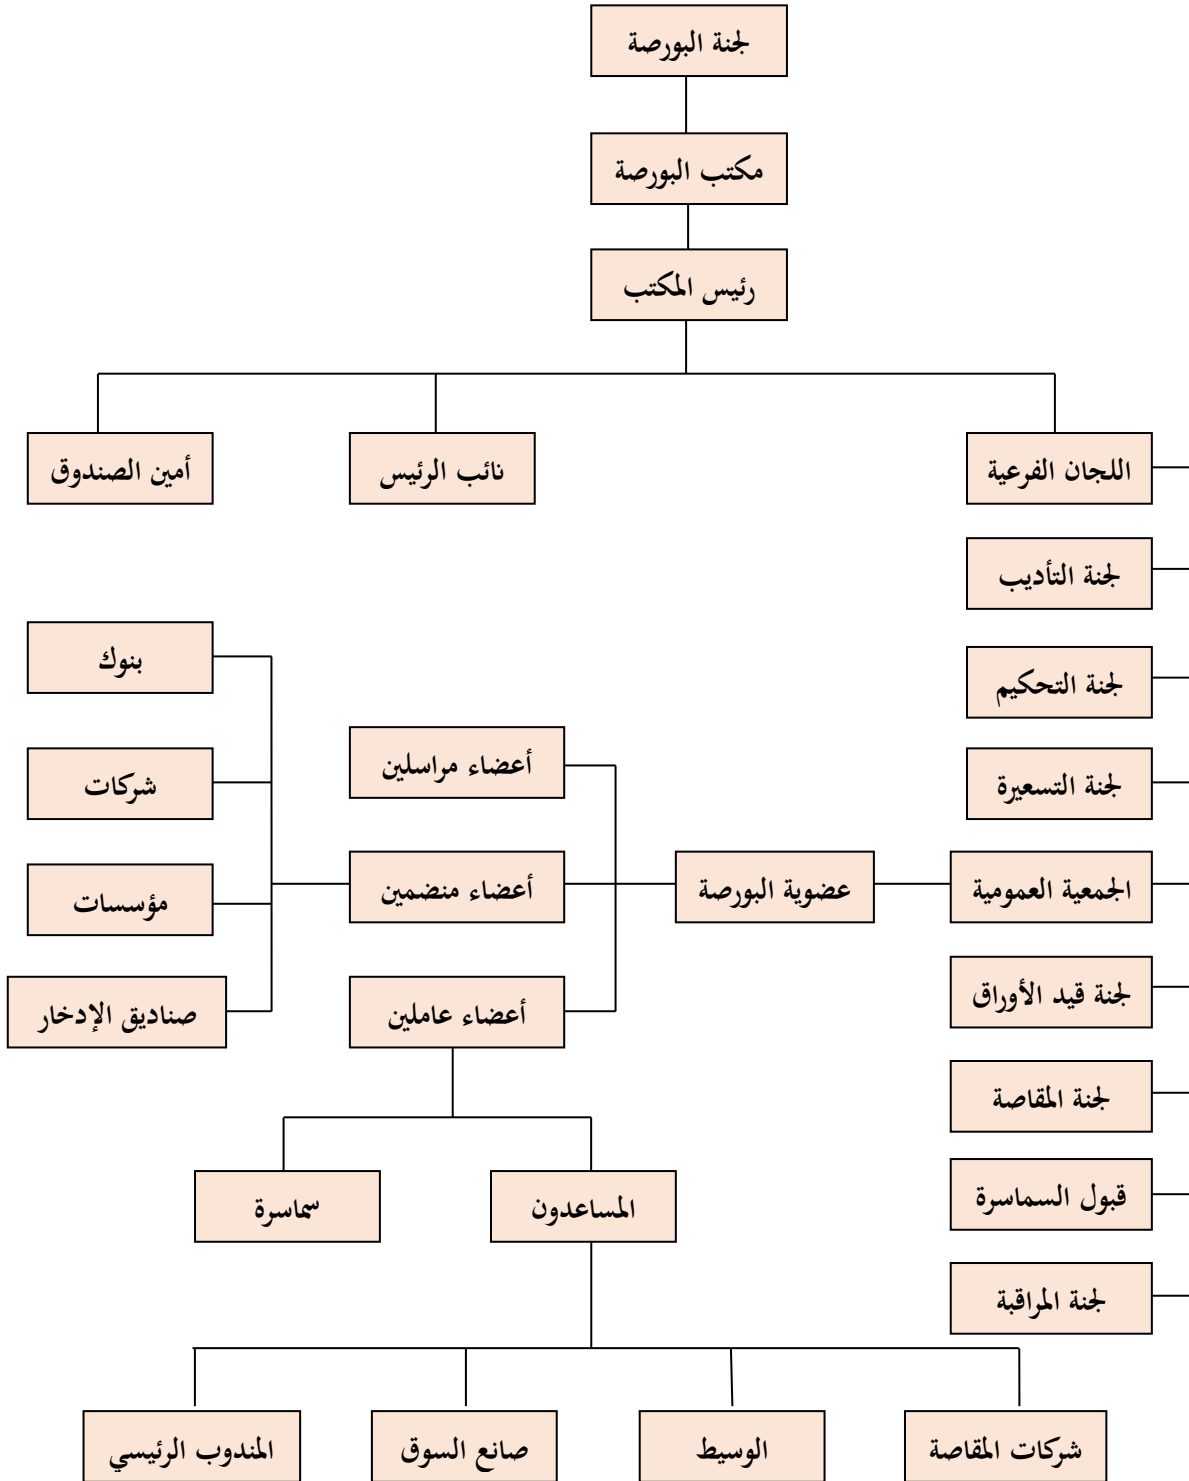 لجنة البورصة
مكتب البورصة
رئيس المكتب
اللجان الفرعية
نائب الرئيس
أمين الصندوق
لجنة التأديب
لجنة التحكيم
بنوك
لجنة التسعيرة
أعضاء مراسلين
شركات
الجمعية العمومية
عضوية البورصة
أعضاء منضمين
مؤسسات
لجنة قيد الأوراق
أعضاء عاملين
صناديق الإدخار
لجنة المقاصة
قبول السماسرة
المساعدون
سماسرة
لجنة المراقبة
شركات المقاصة
الوسيط
صانع السوق
المندوب الرئيسي